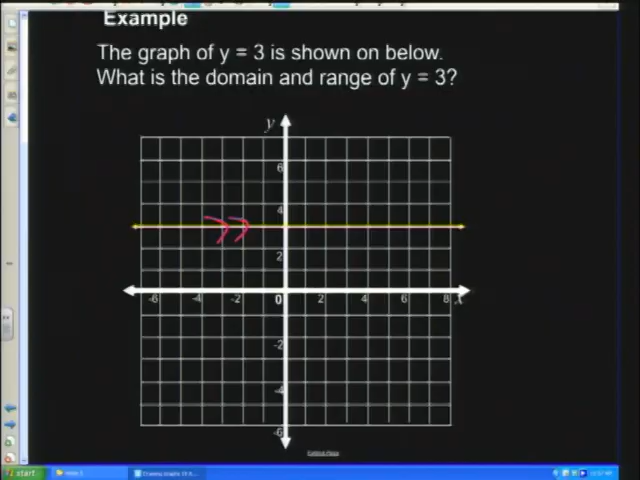 Example
The graph of y = 3 is shown on below.
What is the domain and range of y = 3?
y
6
4
2
-6 -4 -2 0 2 4 6 8 x
-2
-4
-6
start